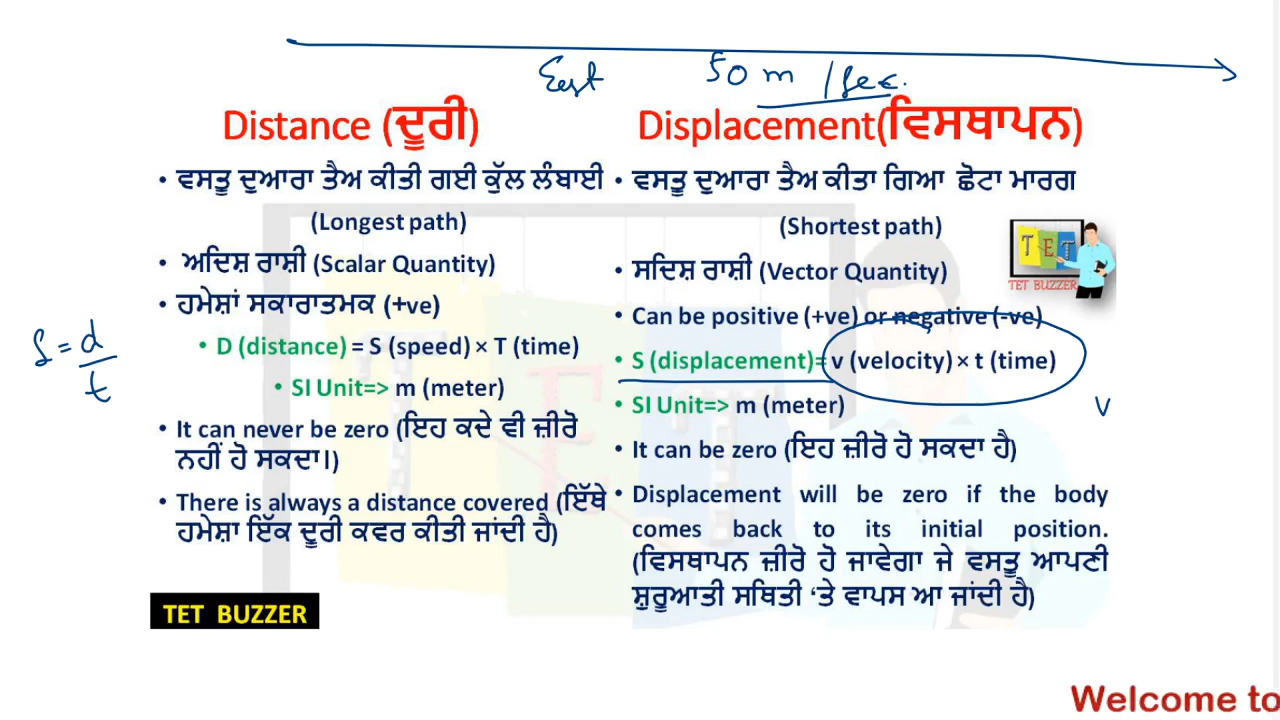 East 50 m /sec.
Distance (ਦੂਰੀ)
• ਵਸਤੂ ਦੁਆਰਾ ਤੈਅ ਕੀਤੀ ਗਈ ਕੁੱਲ ਲੰਬਾਈ
(Longest path)
• ਅਦਿਸ਼ ਰਾਸ਼ੀ (Scalar Quantity)
• ਹਮੇਸ਼ਾਂ ਸਕਾਰਾਤਮਕ (+ve)
• D (distance) = S (speed) × T (time)
• SI Unit=> m (meter)
• It can never be zero (ਇਹ ਕਦੇ ਵੀ ਜ਼ੀਰੋ
ਨਹੀਂ ਹੋ ਸਕਦਾ।)
• There is always a distance covered (ਇੱਥੇ
ਹਮੇਸ਼ਾ ਇੱਕ ਦੂਰੀ ਕਵਰ ਕੀਤੀ ਜਾਂਦੀ ਹੈ)
S = d
t
TET BUZZER
Displacement(ਵਿਸਥਾਪਨ)
• ਵਸਤੂ ਦੁਆਰਾ ਤੈਅ ਕੀਤਾ ਗਿਆ ਛੋਟਾ ਮਾਰਗ
(Shortest path)
• ਸਦਿਸ਼ ਰਾਸ਼ੀ (Vector Quantity)
• Can be positive (+ve) or negative (-ve)
• S (displacement)= v (velocity) × t (time)
• SI Unit=> m (meter)
• It can be zero (ਇਹ ਜ਼ੀਰੋ ਹੋ ਸਕਦਾ ਹੈ)
• Displacement will be zero if the body
comes back to its initial position.
(ਵਿਸਥਾਪਨ ਜ਼ੀਰੋ ਹੋ ਜਾਵੇਗਾ ਜੇ ਵਸਤੂ ਆਪਣੀ
ਸ਼ੁਰੂਆਤੀ ਸਥਿਤੀ ‘ਤੇ ਵਾਪਸ ਆ ਜਾਂਦੀ ਹੈ)
v
TET
TET BUZZER
Welcome to